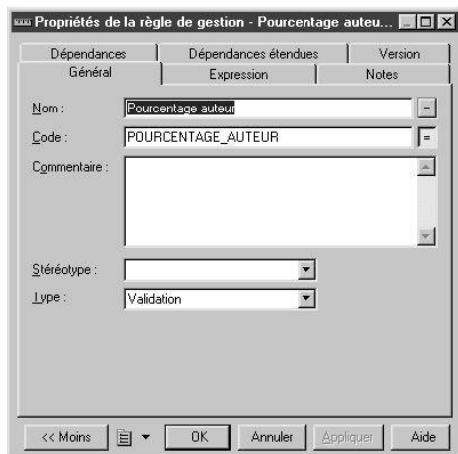 Propriétés de la règle de gestion - Pourcentage auteu...
Dépendances Dépendances étendues Version
Général Expression Notes
Nom : Pourcentage auteur
Code : POURCENTAGE_AUTEUR =
Commentaire :
Stéréotype :
Type : Validation
<< Moins OK Annuler Appliquer Aide